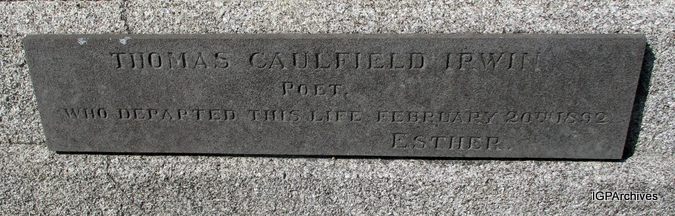 THOMAS CAULFIELD IRWIN
POET.
WHO DEPARTED THIS LIFE FEBRUARY 20TH 1892
ESTHER.
IGPArchives